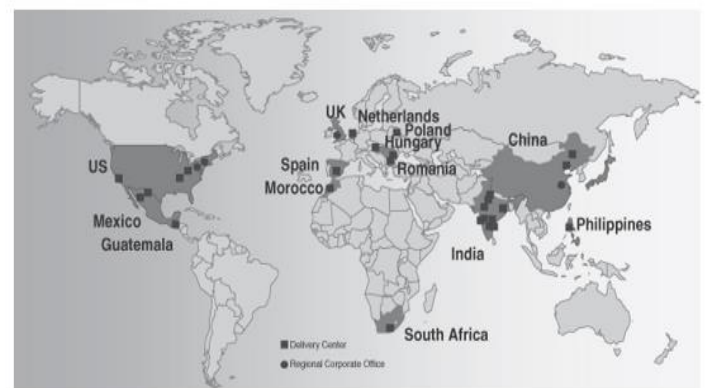 UK
Netherlands
Poland
Hungary
China
US
Spain
Romania
Morocco
Mexico
Philippines
Guatemala
India
South Africa
Delivery Center
Regional Corporate Office